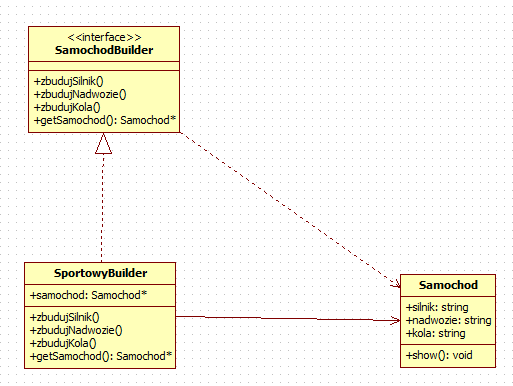 <<interface>>
SamochodBuilder
+zbudujSilnik()
+zbudujNadwozie()
+zbudujKola()
+getSamochod(): Samochod*
SportowyBuilder
+samochod: Samochod*
+zbudujSilnik()
+zbudujNadwozie()
+zbudujKola()
+getSamochod(): Samochod*
Samochod
+silnik: string
+nadwozie: string
+kola: string
+show(): void